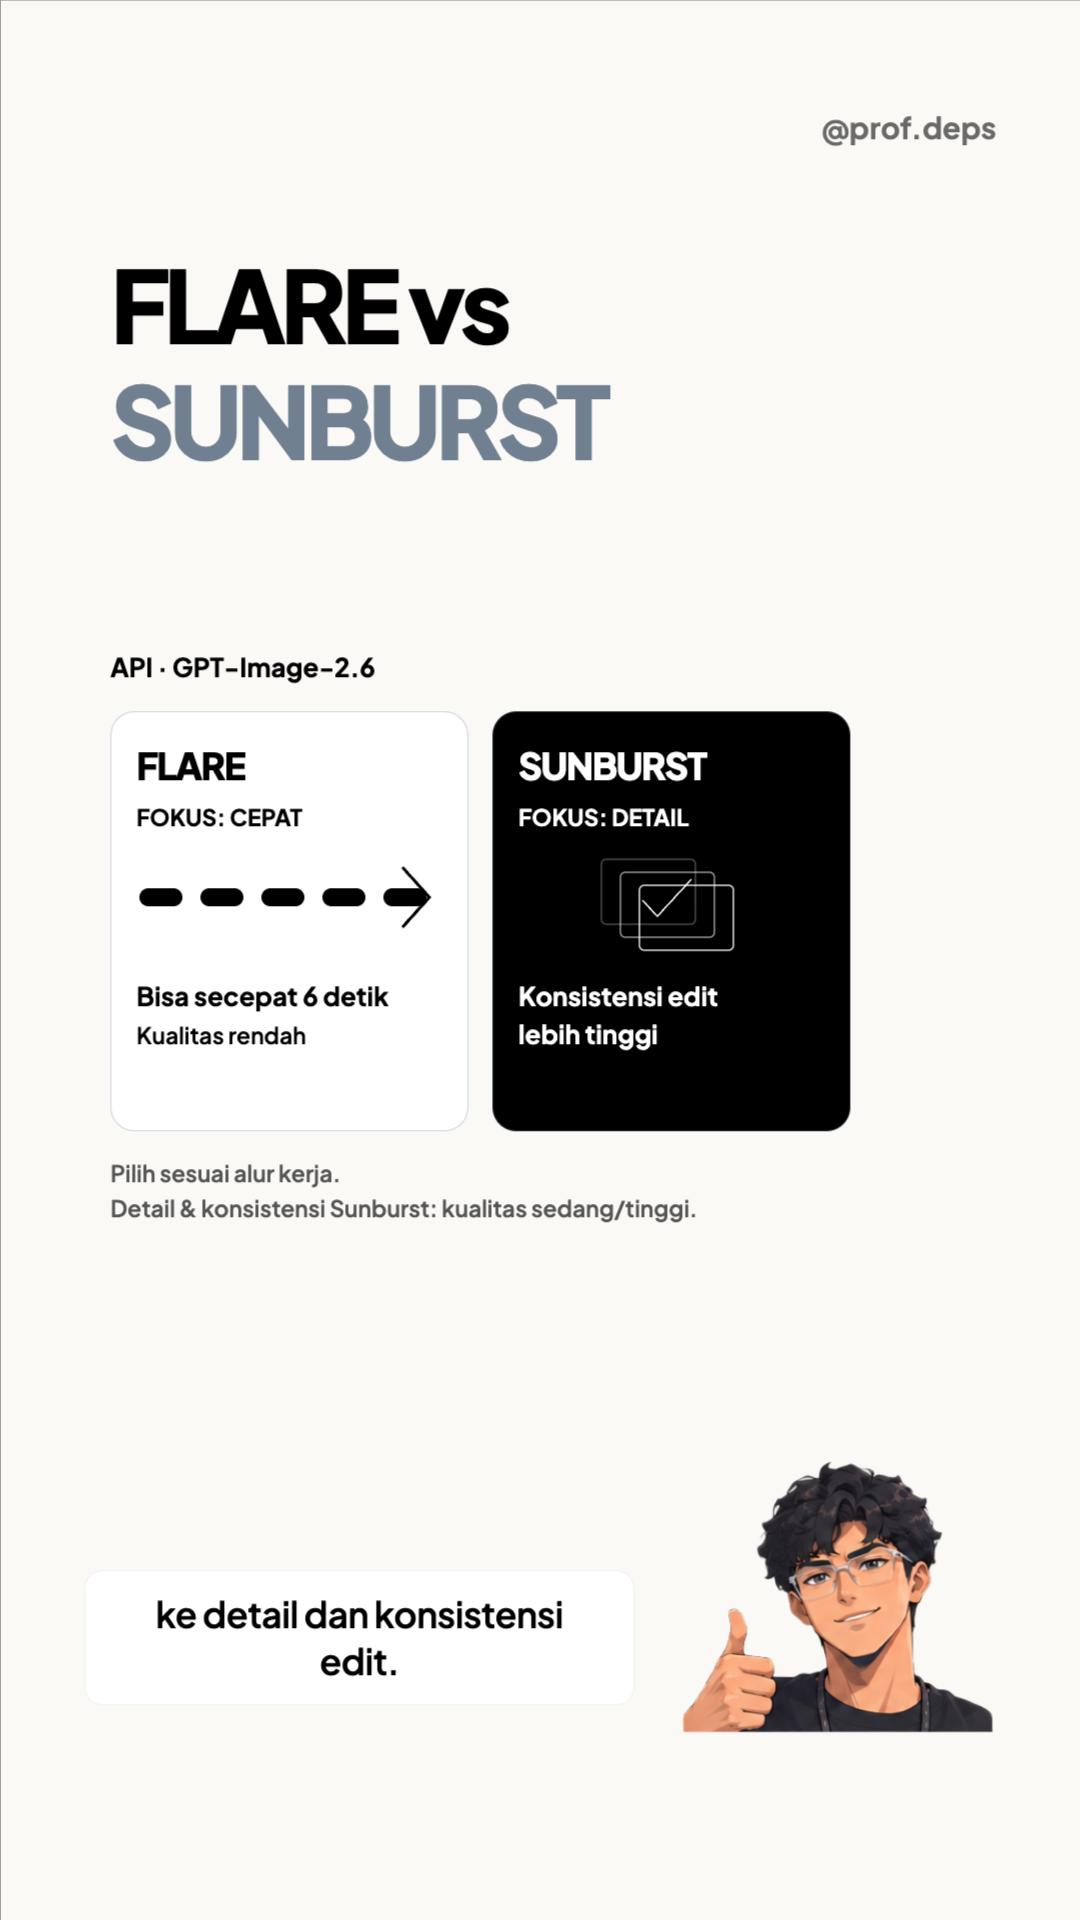 @prof.deps
FLARE vs
SUNBURST
API · GPT-Image-2.6
FLARE
FOKUS: CEPAT
Bisa secepat 6 detik
Kualitas rendah
SUNBURST
FOKUS: DETAIL
Konsistensi edit
lebih tinggi
Pilih sesuai alur kerja.
Detail & konsistensi Sunburst: kualitas sedang/tinggi.
ke detail dan konsistensi
edit.